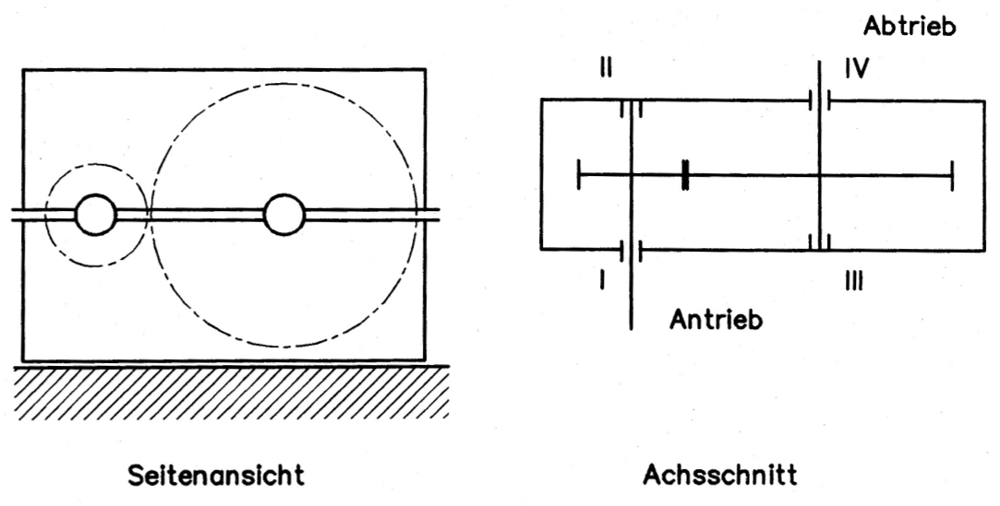 Abtrieb
II
IV
I
III
Antrieb
Seitenansicht
Achsschnitt